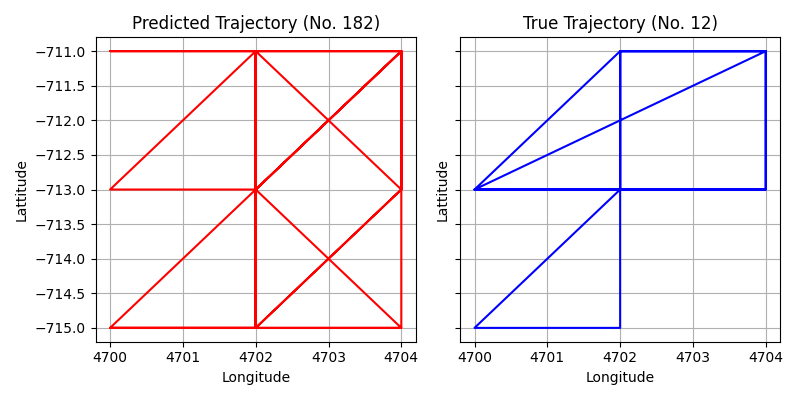 Predicted Trajectory (No. 182)
True Trajectory (No. 12)
−711.0
−711.5
−712.0
−712.5
−713.0
−713.5
−714.0
−714.5
−715.0
Lattitude
Lattitude
4700 4701 4702 4703 4704
4700 4701 4702 4703 4704
Longitude
Longitude